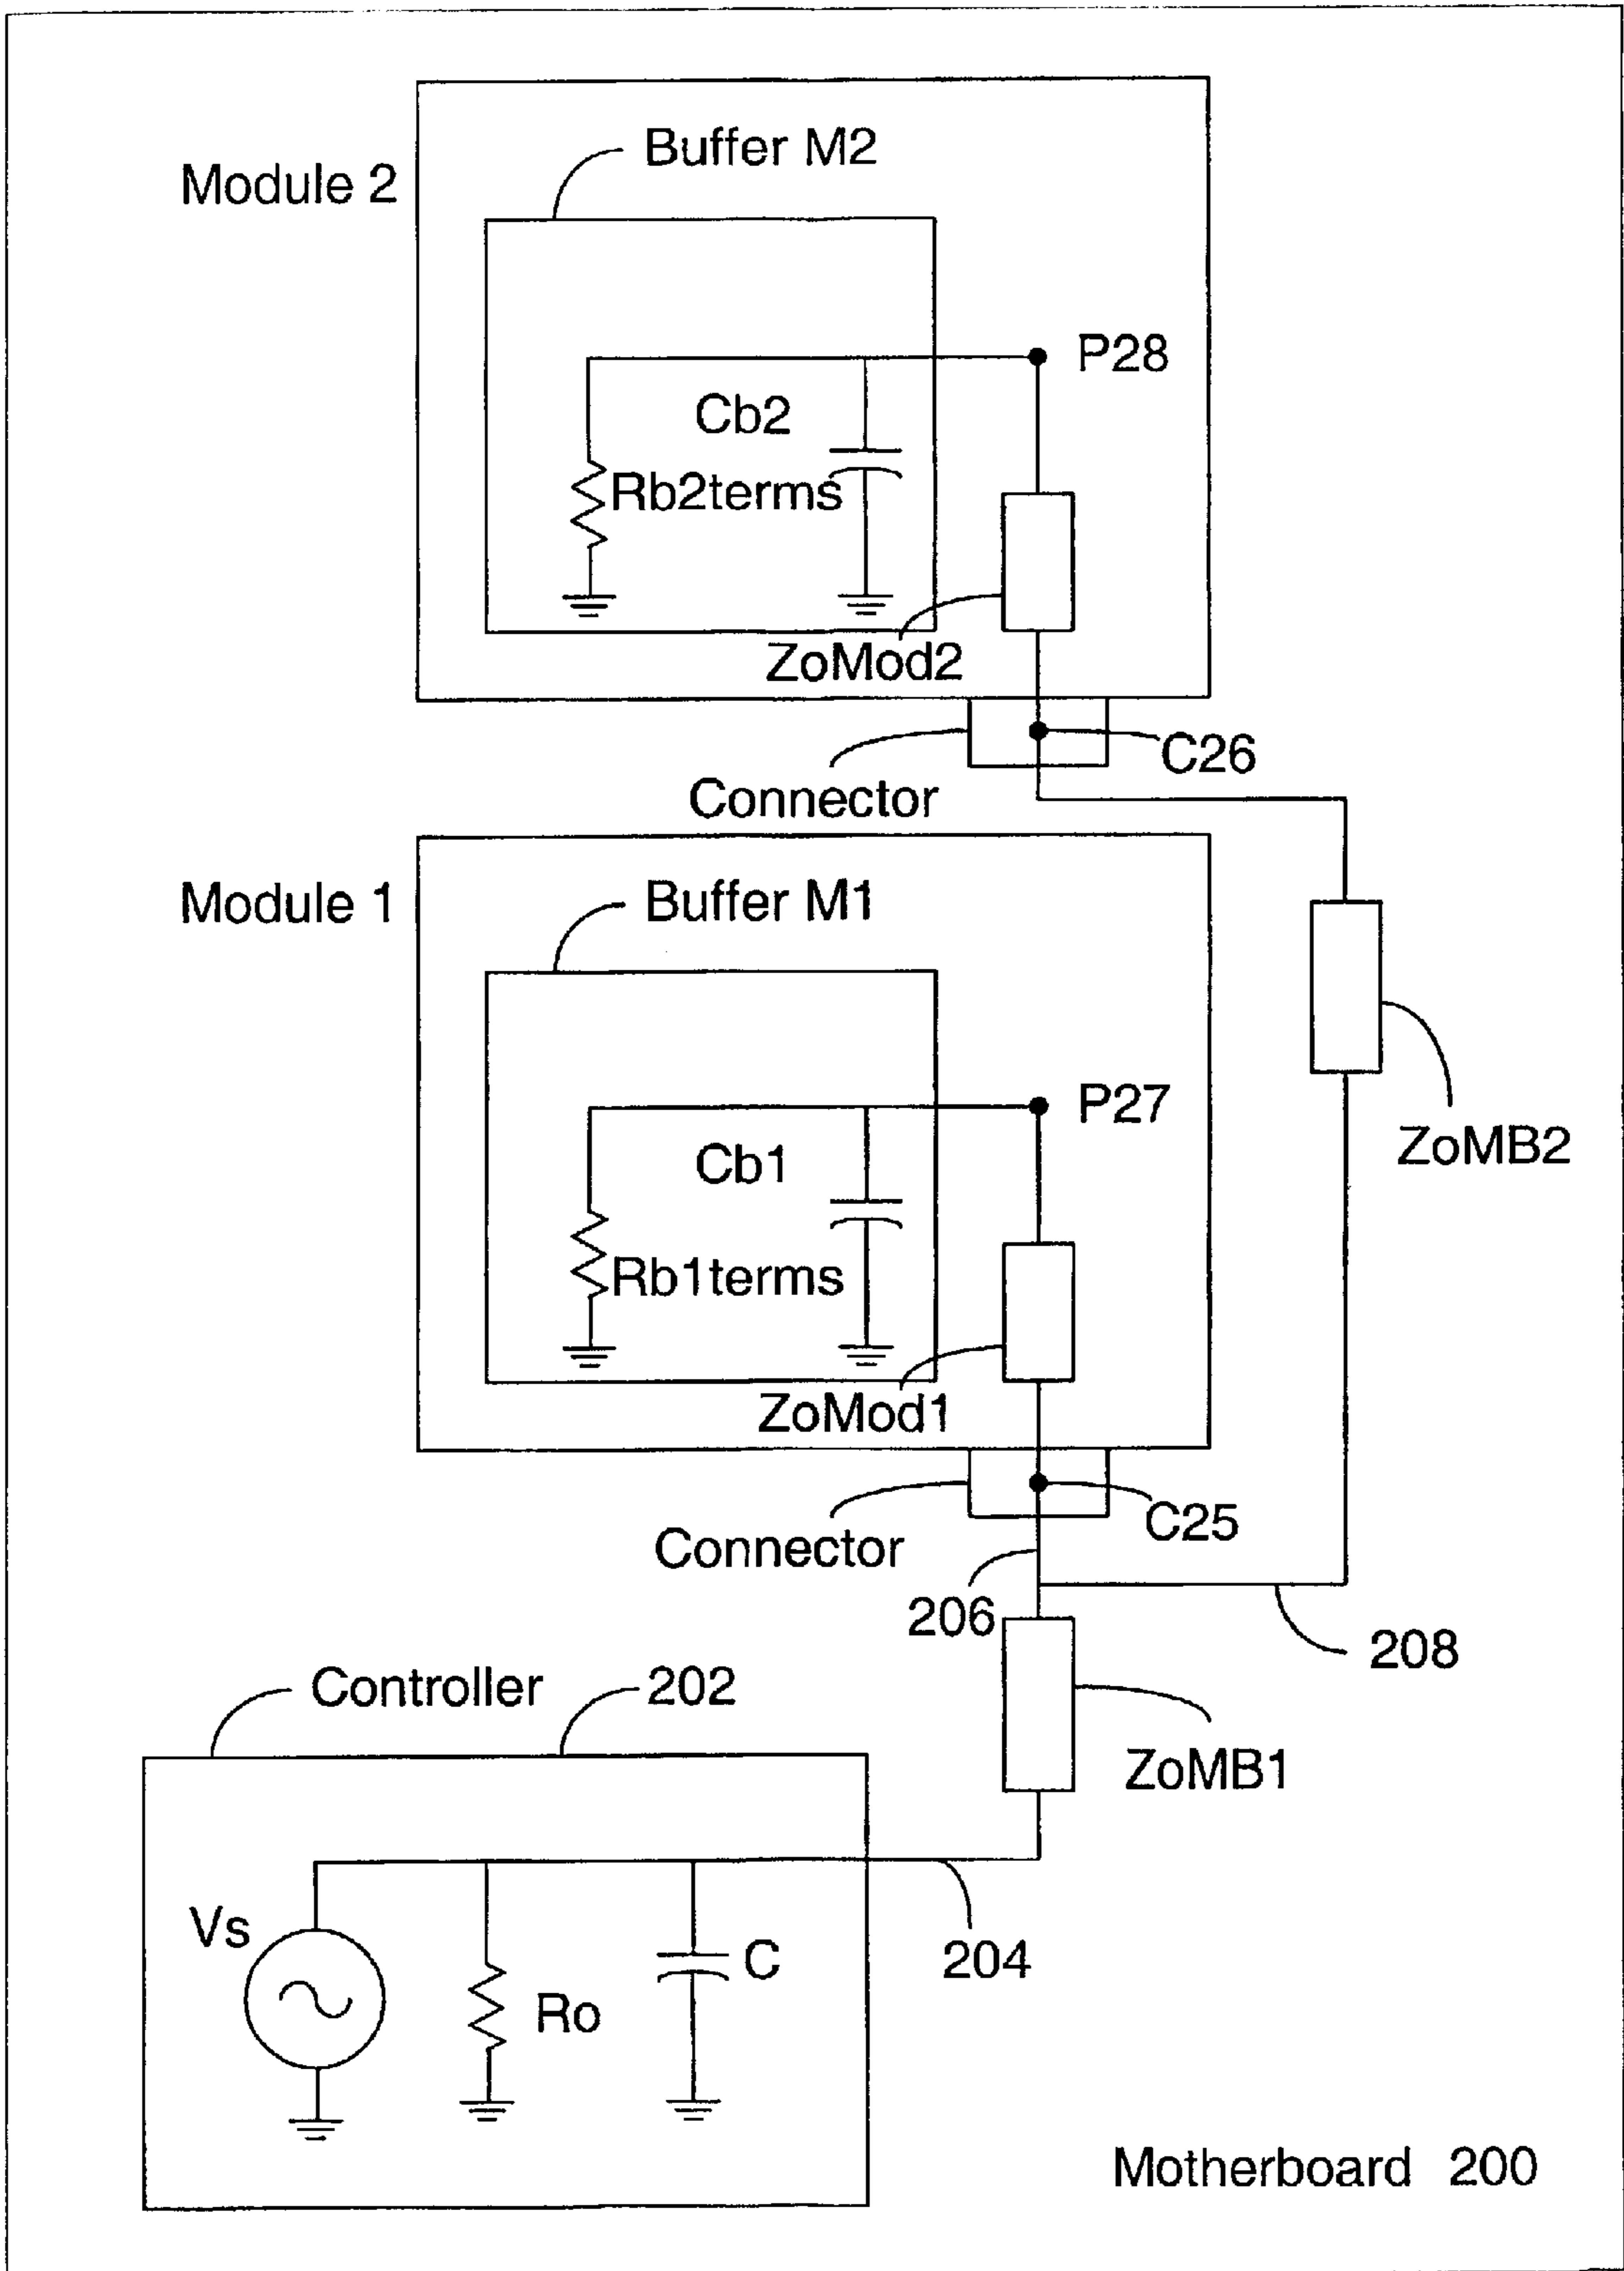 Buffer M2
Module 2
P28
Cb2
Rb2terms
ZoMod2
C26
Connector
Module 1
Buffer M1
P27
ZoMB2
Cb1
Rb1terms
ZoMod1
C25
Connector
206
208
Controller
202
ZoMB1
Vs
Ro
C
204
Motherboard 200